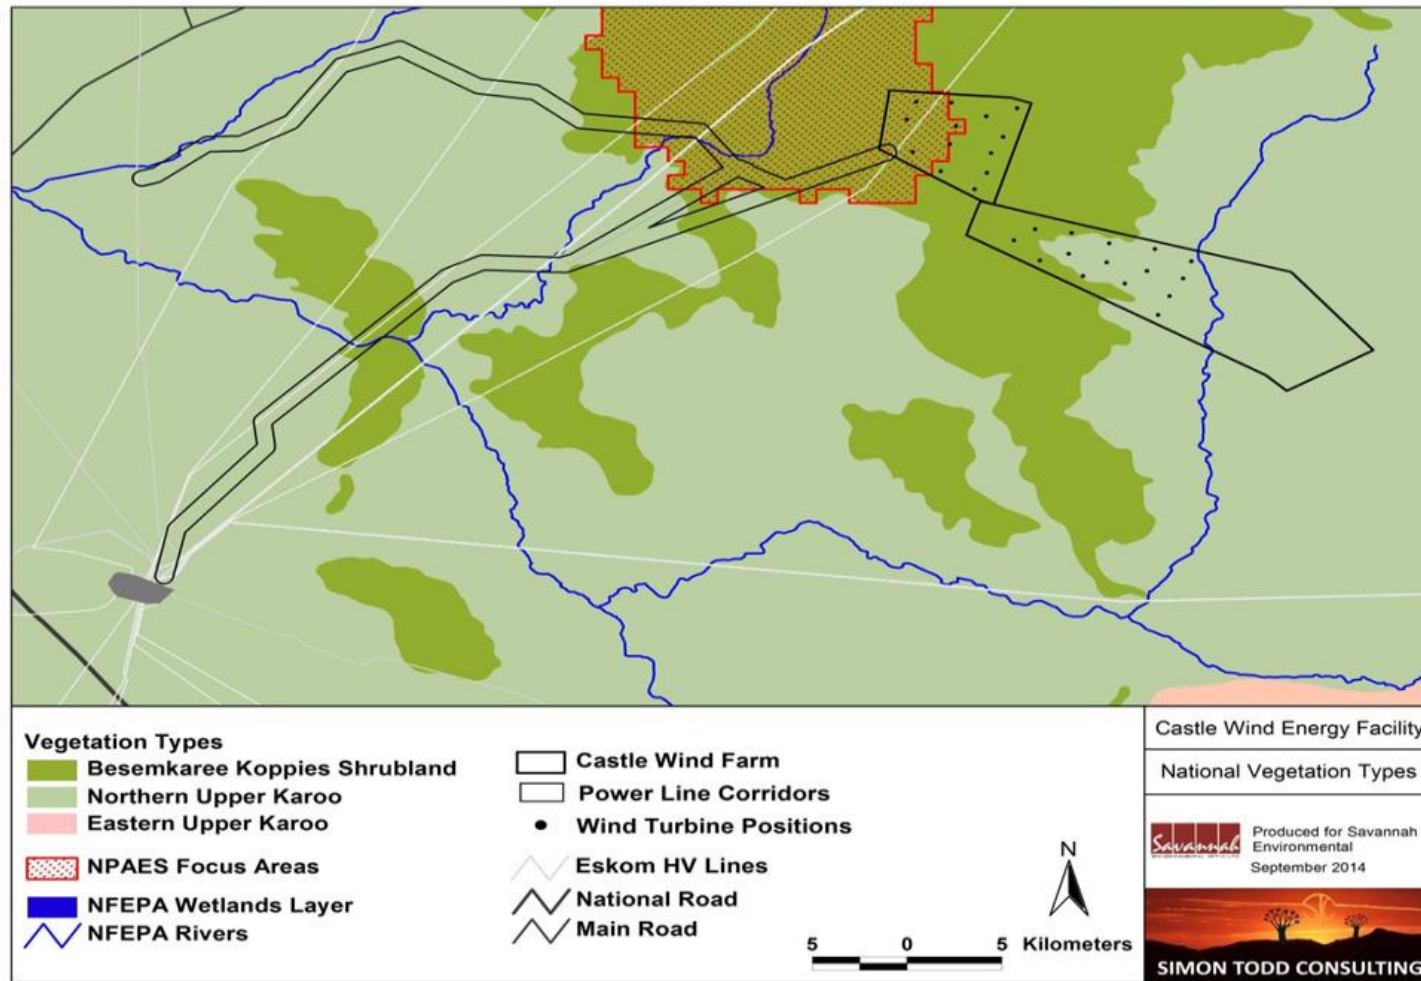 Vegetation Types
Besemkaree Koppies Shrubland
Northern Upper Karoo
Eastern Upper Karoo
NPAES Focus Areas
NFEPA Wetlands Layer
NFEPA Rivers
Castle Wind Farm
Power Line Corridors
Wind Turbine Positions
Eskom HV Lines
National Road
Main Road
N
5 0 5 Kilometers
Castle Wind Energy Facility
National Vegetation Types
Savannah
Produced for Savannah
Environmental
September 2014
SIMON TODD CONSULTING